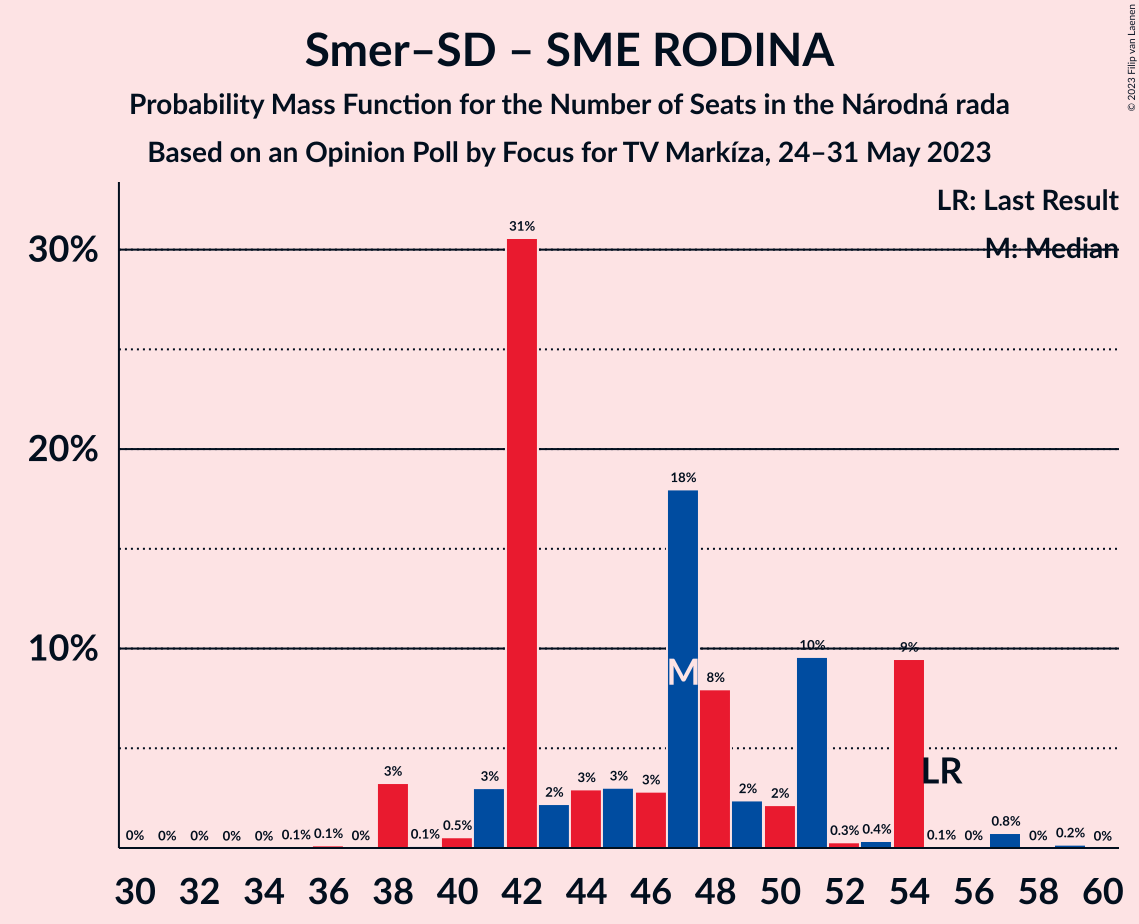 Smer–SD – SME RODINA
Probability Mass Function for the Number of Seats in the Národná rada
Based on an Opinion Poll by Focus for TV Markíza, 24–31 May 2023
© 2023 Filip van Laenen
LR: Last Result
M: Median
30%
20%
10%
0% 0% 0% 0% 0% 0.1% 0.1% 0% 3% 0.1% 0.5% 3% 31% 2% 3% 3% 3% 18% 8% 2% 2% 10% 0.3% 0.4% 9% 0.1% 0% 0.8% 0% 0.2% 0%
M
LR
30 32 34 36 38 40 42 44 46 48 50 52 54 56 58 60